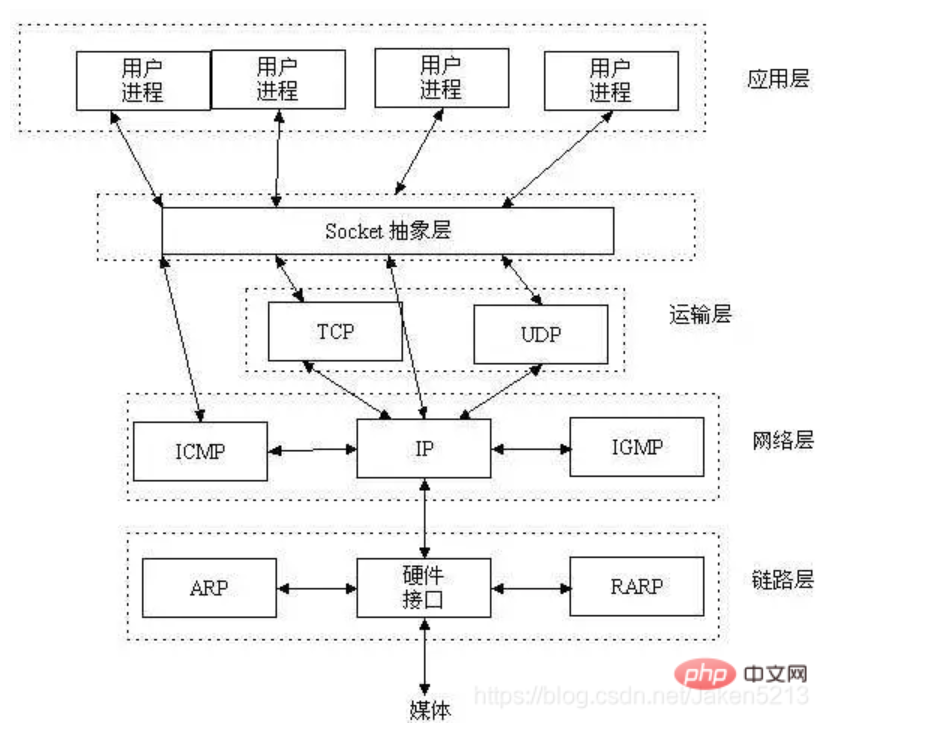 用户
进程
用户
进程
用户
进程
用户
进程
应用层
Socket 抽象层
TCP
UDP
运输层
ICMP
IP
IGMP
网络层
ARP
硬件
接口
RARP
链路层
媒体
php 中文网
https://blog.csdn.net/Jaken5213